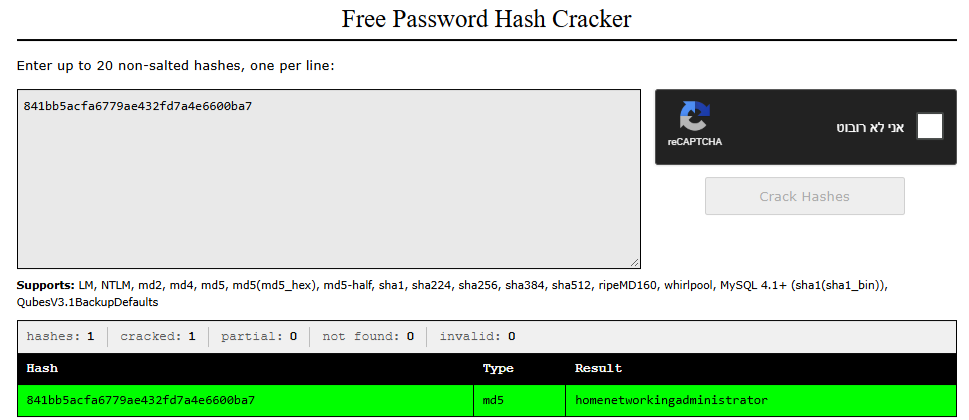 Free Password Hash Cracker
Enter up to 20 non-salted hashes, one per line:
841bb5acfa6779ae432fd7a4e6600ba7
אני לא רובוט
reCAPTCHA
Crack Hashes
Supports: LM, NTLM, md2, md4, md5, md5(md5_hex), md5-half, sha1, sha224, sha256, sha384, sha512, ripeMD160, whirlpool, MySQL 4.1+ (sha1(sha1_bin)),
QubesV3.1BackupDefaults
hashes: 1 cracked: 1 partial: 0 not found: 0 invalid: 0
Hash Type Result
841bb5acfa6779ae432fd7a4e6600ba7 md5 homenetworkingadministrator